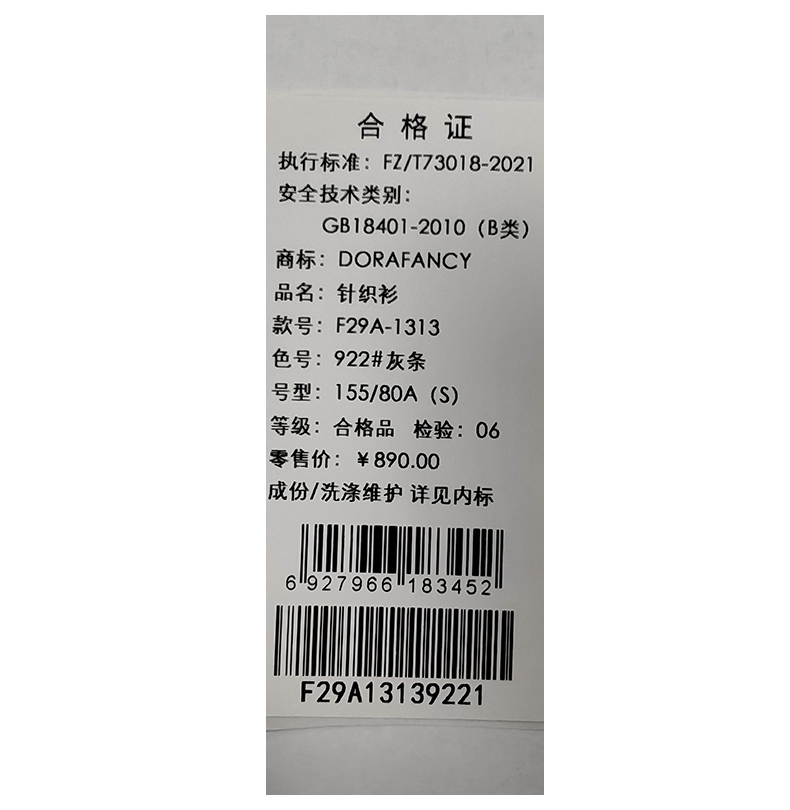 合格证
执行标准：FZ/T73018-2021
安全技术类别：
GB18401-2010（B类）
商标：DORAFANCY
品名：针织衫
款号：F29A-1313
色号：922#灰条
号型：155/80A（S）
等级：合格品 检验：06
零售价：￥890.00
成份/洗涤维护 详见内标
6 927966 183452
F29A13139221